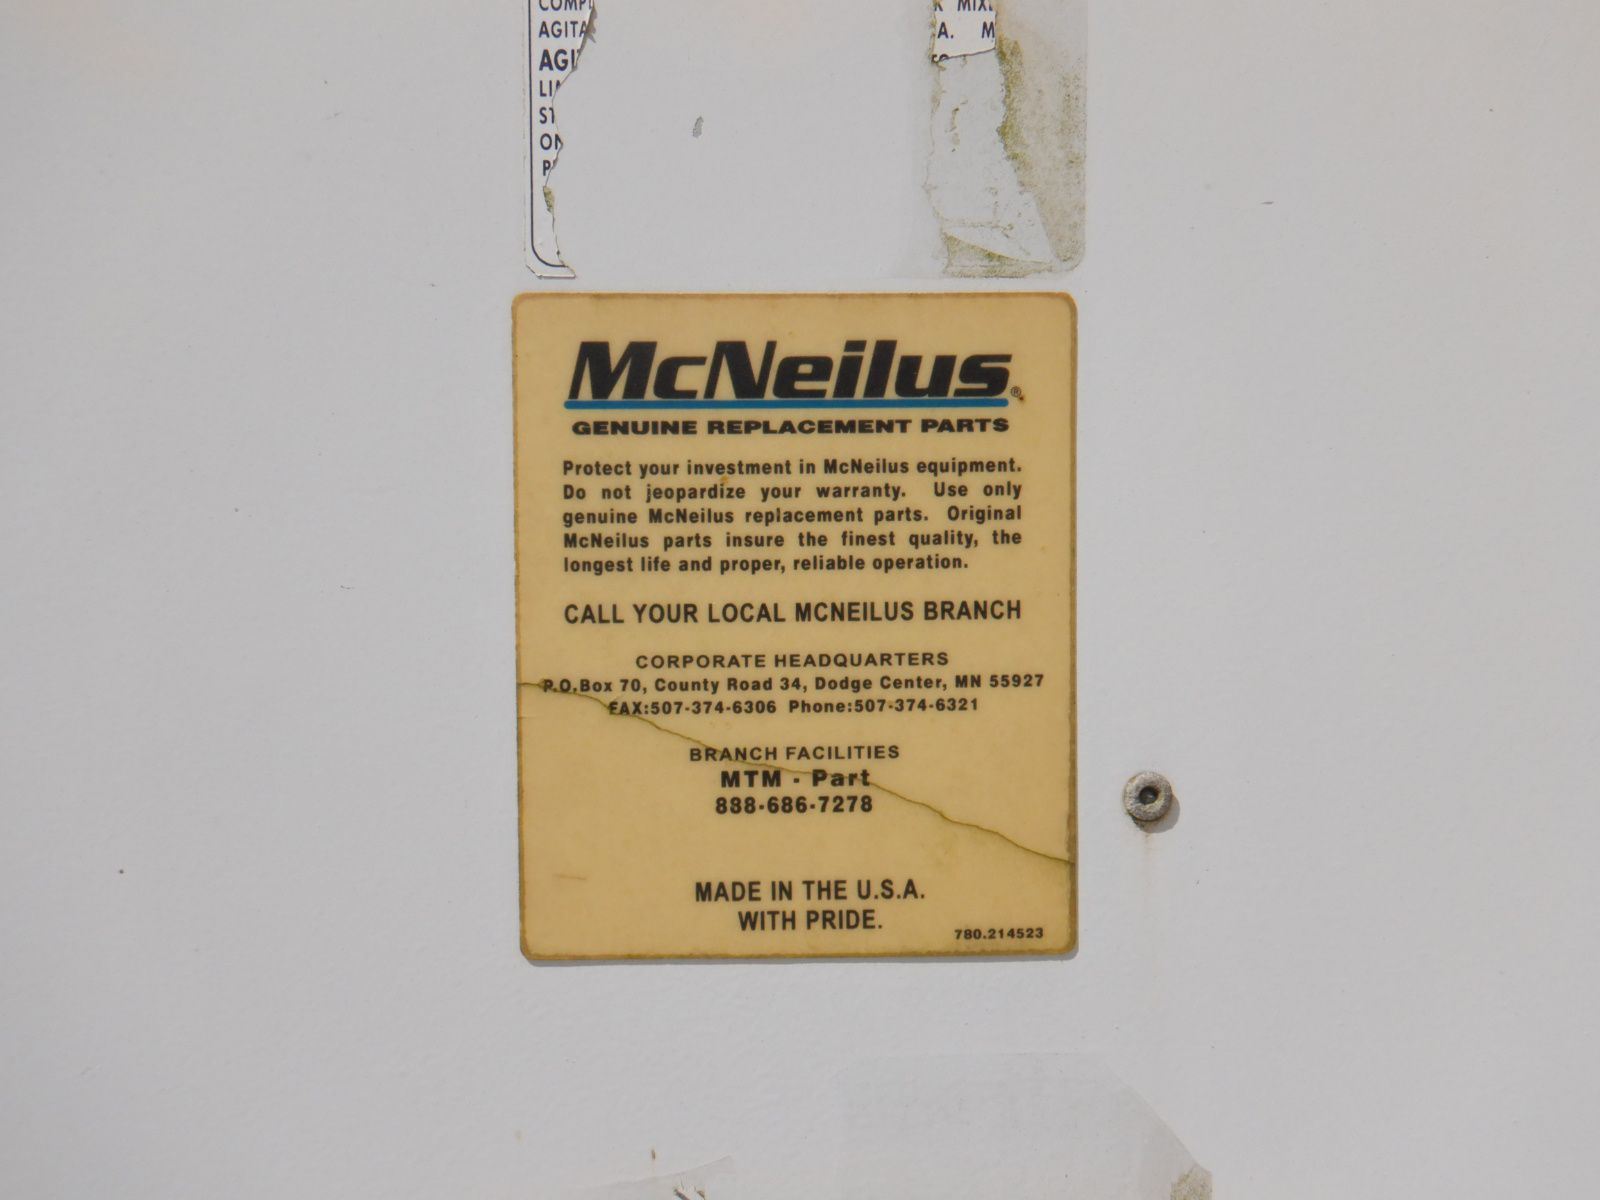 AGITA
AGI
A. M
McNeilus®
GENUINE REPLACEMENT PARTS
Protect your investment in McNeilus equipment.
Do not jeopardize your warranty. Use only
genuine McNeilus replacement parts. Original
McNeilus parts insure the finest quality, the
longest life and proper, reliable operation.
CALL YOUR LOCAL MCNEILUS BRANCH
CORPORATE HEADQUARTERS
P.O.Box 70, County Road 34, Dodge Center, MN 55927
FAX:507-374-6306 Phone:507-374-6321
BRANCH FACILITIES
MTM - Part
888-686-7278
MADE IN THE U.S.A.
WITH PRIDE.
780.214523